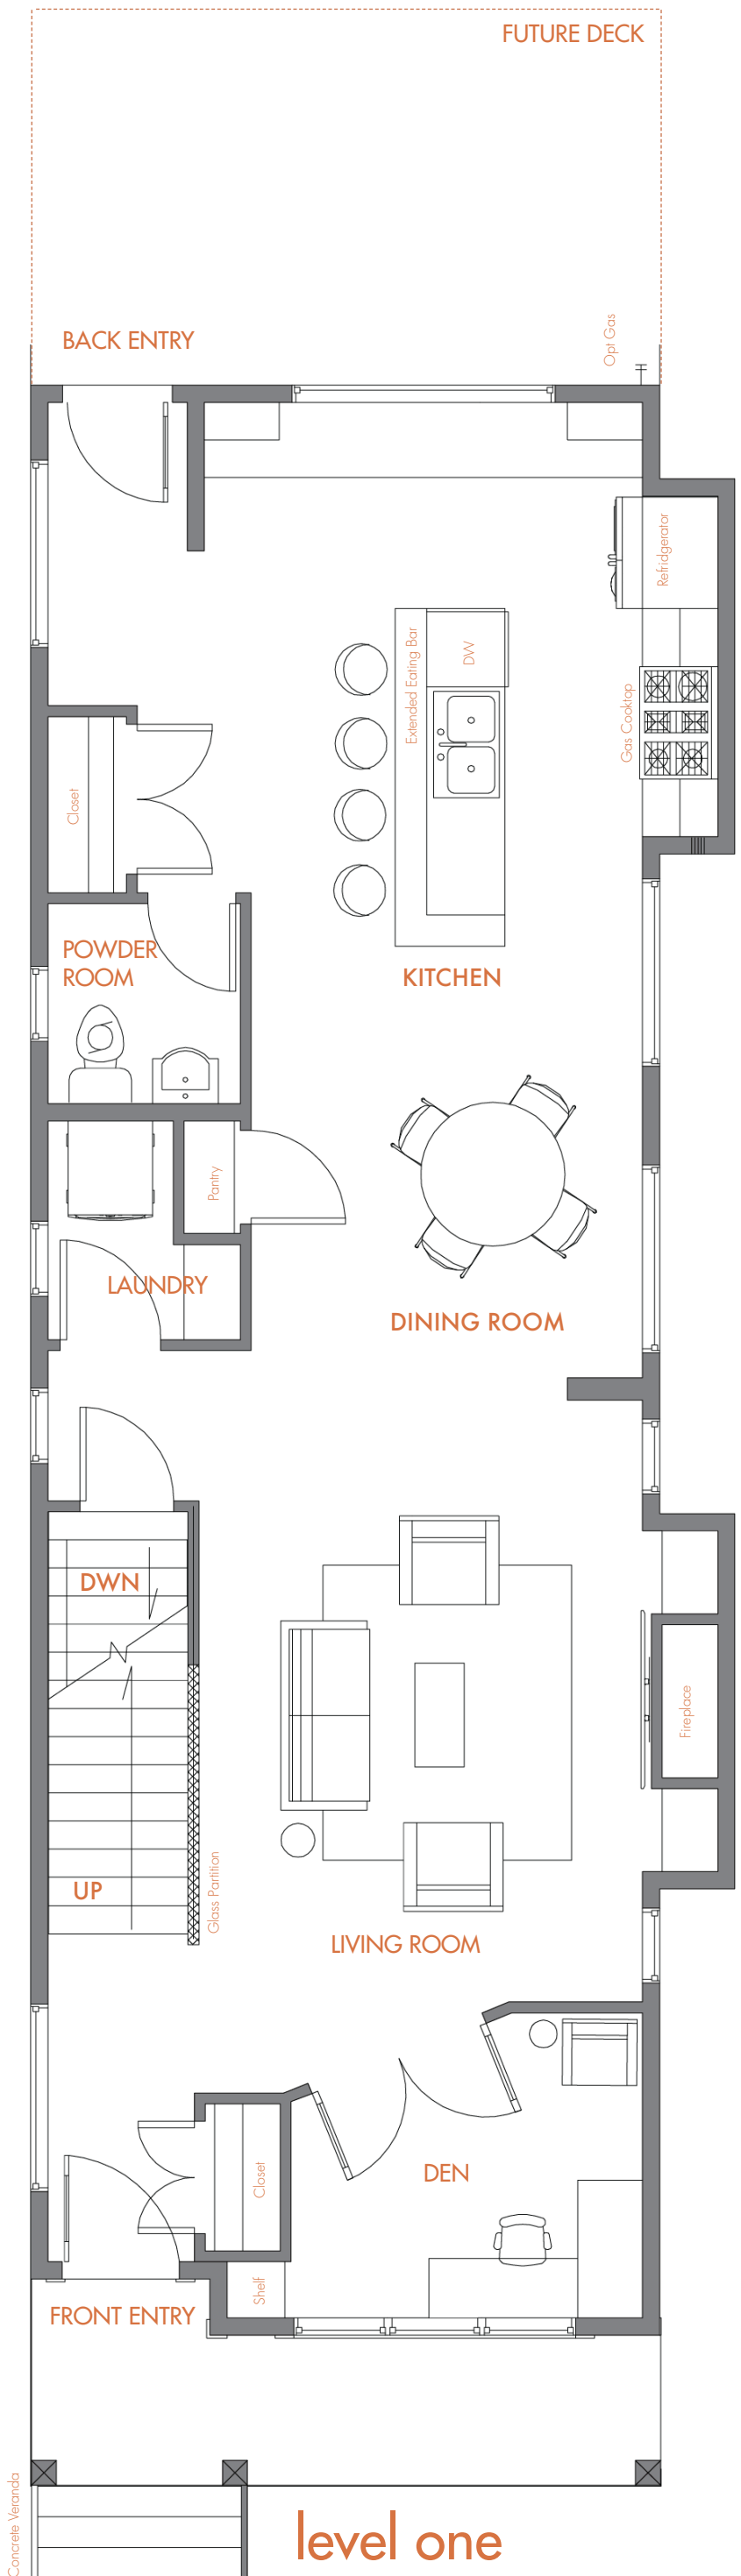 FUTURE DECK
BACK ENTRY
Opt Gas
Refridgerator
Extended Eating Bar
DW
Gas Cooktop
Closet
POWDER
ROOM
KITCHEN
Pantry
LAUNDRY
DINING ROOM
DWN
Fireplace
UP
Glass Partition
LIVING ROOM
DEN
Closet
Shelf
FRONT ENTRY
Concrete Veranda
level one